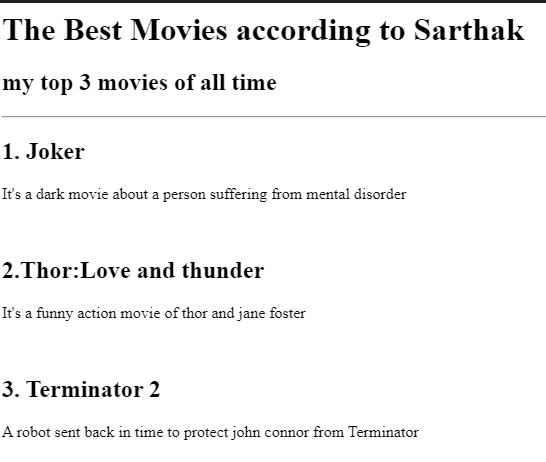 The Best Movies according to Sarthak
my top 3 movies of all time
1. Joker
It's a dark movie about a person suffering from mental disorder
2.Thor:Love and thunder
It's a funny action movie of thor and jane foster
3. Terminator 2
A robot sent back in time to protect john connor from Terminator